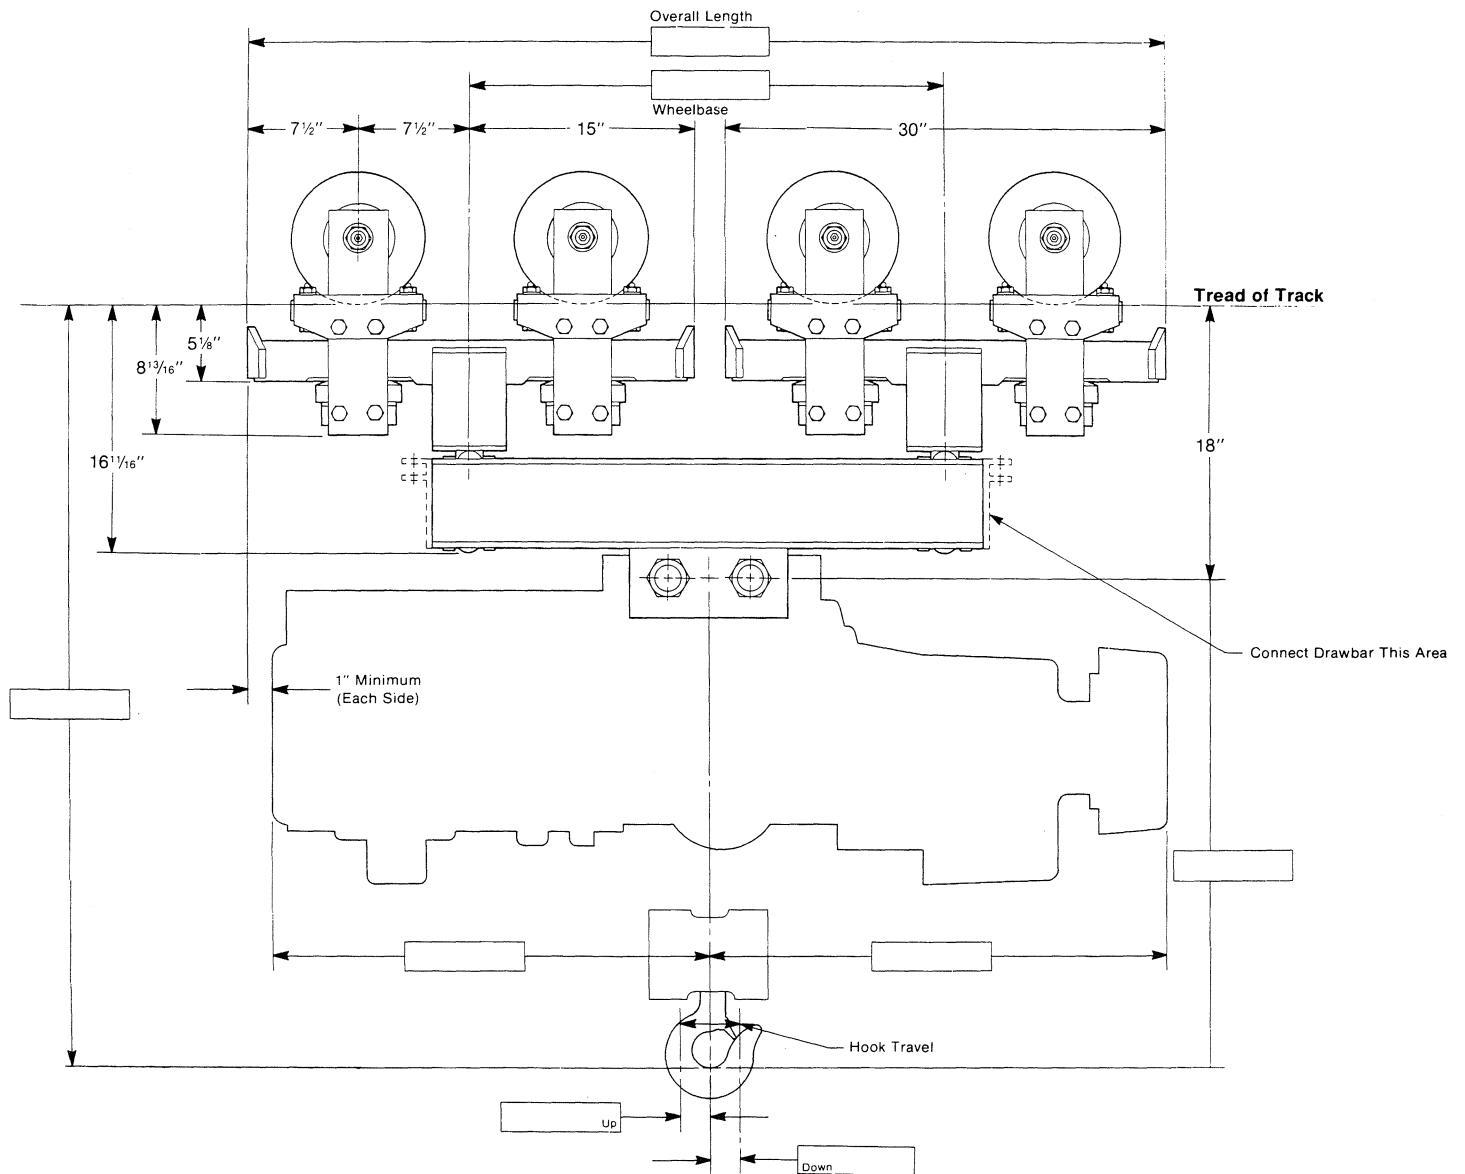 Overall Length
Wheelbase
7½" 7½" 15" 30"
Tread of Track
5⅛"
8¹³⁄₁₆"
18"
16¹¹⁄₁₆"
Connect Drawbar This Area
1" Minimum
(Each Side)
Hook Travel
Up
Down